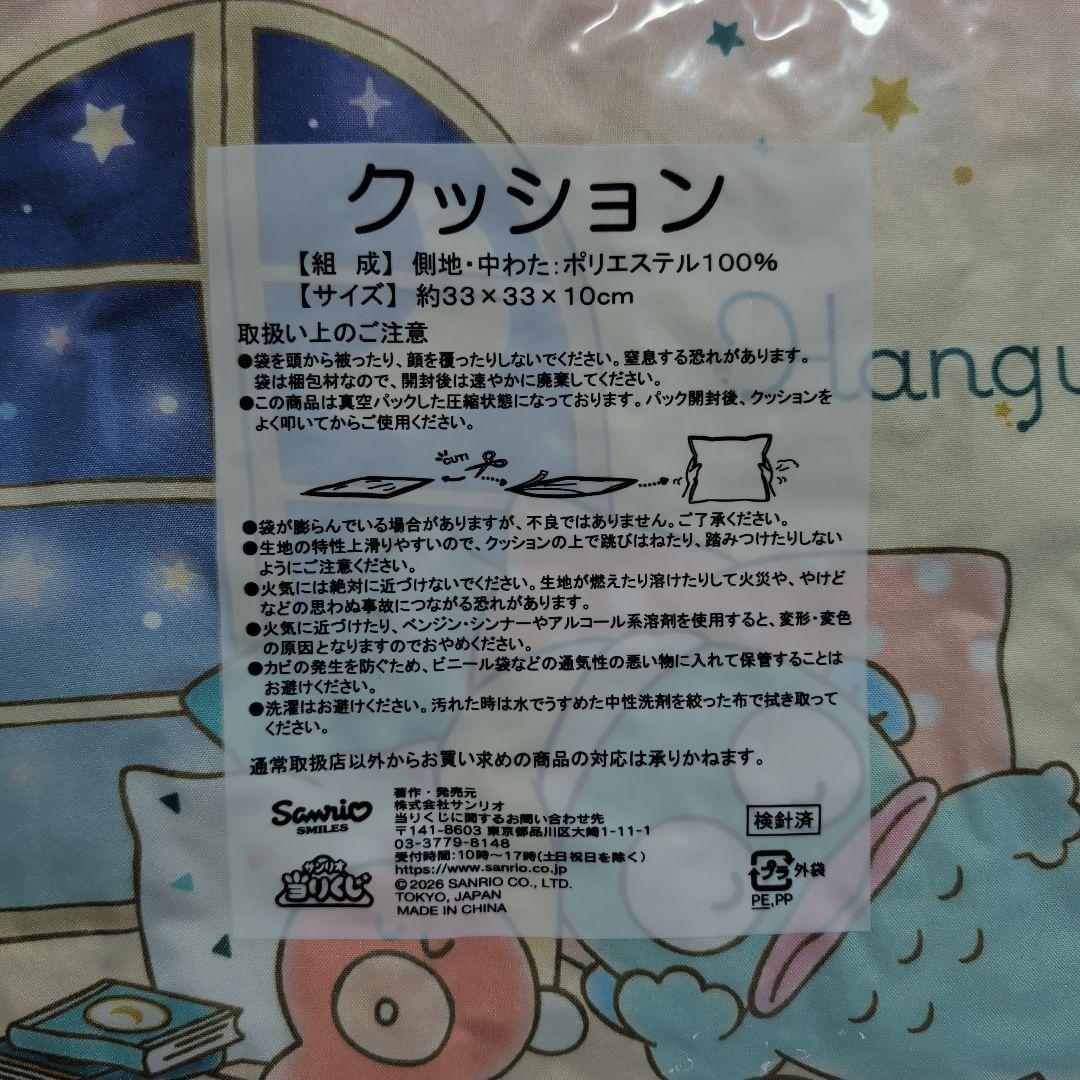 クッション
【組　成】 側地・中わた：ポリエステル100％
【サイズ】 約33×33×10cm
取扱い上のご注意
●袋を頭から被ったり、顔を覆ったりしないでください。窒息する恐れがあります。
袋は梱包材なので、開封後は速やかに廃棄してください。
●この商品は真空パックした圧縮状態になっております。パック開封後、クッションを
よく叩いてからご使用ください。
CUT!
●袋が膨らんでいる場合がありますが、不良ではありません。ご了承ください。
●生地の特性上滑りやすいので、クッションの上で跳びはねたり、踏みつけたりしない
ようにご注意ください。
●火気には絶対に近づけないでください。生地が燃えたり溶けたりして火災や、やけど
などの思わぬ事故につながる恐れがあります。
●火気に近づけたり、ベンジン・シンナーやアルコール系溶剤を使用すると、変形・変色
の原因となりますのでおやめください。
●カビの発生を防ぐため、ビニール袋などの通気性の悪い物に入れて保管することは
お避けください。
●洗濯はお避けください。汚れた時は水でうすめた中性洗剤を絞った布で拭き取って
ください。
通常取扱店以外からお買い求めの商品の対応は承りかねます。
Sanrio
SMILES
サンリオ
当りくじ
著作・発売元
株式会社サンリオ
当りくじに関するお問い合わせ先
〒141-8603 東京都品川区大崎1-11-1
03-3779-8148
受付時間：10時～17時（土日祝日を除く）
https://www.sanrio.co.jp
©2026 SANRIO CO., LTD.
TOKYO, JAPAN
MADE IN CHINA
検針済
プラ 外袋
PE,PP
Hangy